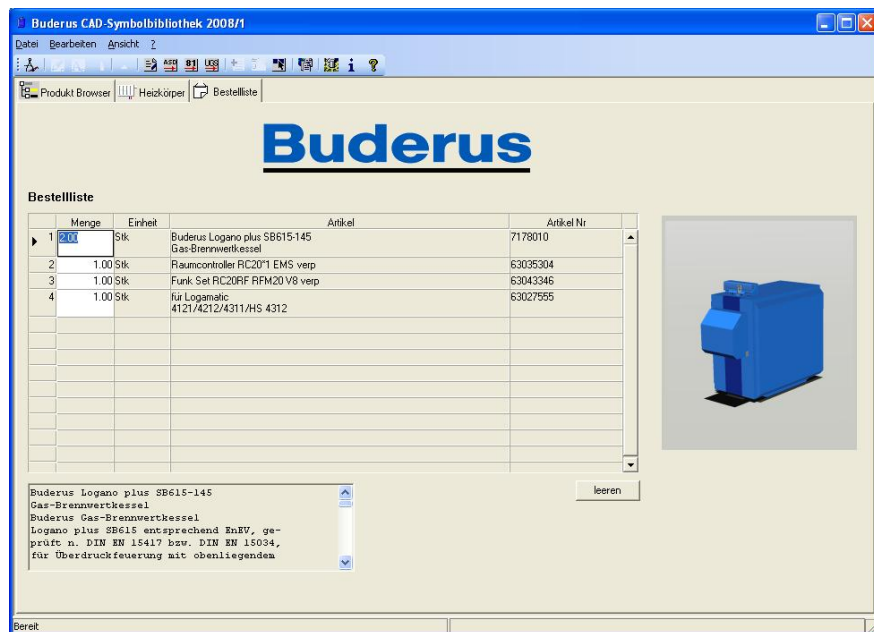 Buderus CAD-Symbolbibliothek 2008/1
Datei Bearbeiten Ansicht ?
ASD 81 UGS
Produkt Browser Heizkörper Bestellliste
Buderus
Bestellliste
Menge Einheit Artikel Artikel Nr
1 2.00 Stk Buderus Logano plus SB615-145 7178010
Gas-Brennwertkessel
2 1.00 Stk Raumcontroller RC20*1 EMS verp 63035304
3 1.00 Stk Funk Set RC20RF RFM20 V8 verp 63043346
4 1.00 Stk für Logamatic 63027555
4121/4212/4311/HS 4312
leeren
Buderus Logano plus SB615-145
Gas-Brennwertkessel
Buderus Gas-Brennwertkessel
Logano plus SB615 entsprechend EnEV, ge-
prüft n. DIN EN 15417 bzw. DIN EN 15034,
für Überdruckfeuerung mit obenliegendem
Bereit